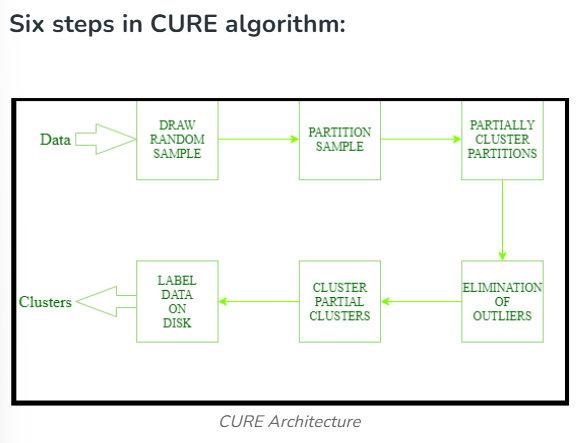 Six steps in CURE algorithm:
Data
DRAW
RANDOM
SAMPLE
PARTITION
SAMPLE
PARTIALLY
CLUSTER
PARTITIONS
ELIMINATION
OF
OUTLIERS
CLUSTER
PARTIAL
CLUSTERS
LABEL
DATA
ON
DISK
Clusters
CURE Architecture